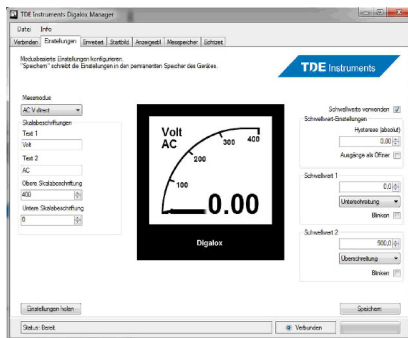 TDE Instruments Digalox Manager
Datei Info
Verbinden Einstellungen Erweitert Startbild Anzeigestil Messspeicher Echtzeit
Modusbasierte Einstellungen konfigurieren.
"Speichern" schreibt die Einstellungen in den permanenten Speicher des Gerätes.
TDE Instruments
Messmodus
AC V-direct
Skalabeschriftungen
Text 1
Volt
Text 2
AC
Obere Skalabeschriftung
400
Untere Skalabeschriftung
0
Volt
AC
100
200
300
400
0.00
Digalox
Schwellwerte verwenden
Schwellwert-Einstellungen
Hysterese (absolut)
0,00
Ausgänge als Öffner
Schwellwert 1
0,0
Unterschreitung
Blinken
Schwellwert 2
500,0
Überschreitung
Blinken
Einstellungen holen
Speichern
Status: Bereit
Verbunden